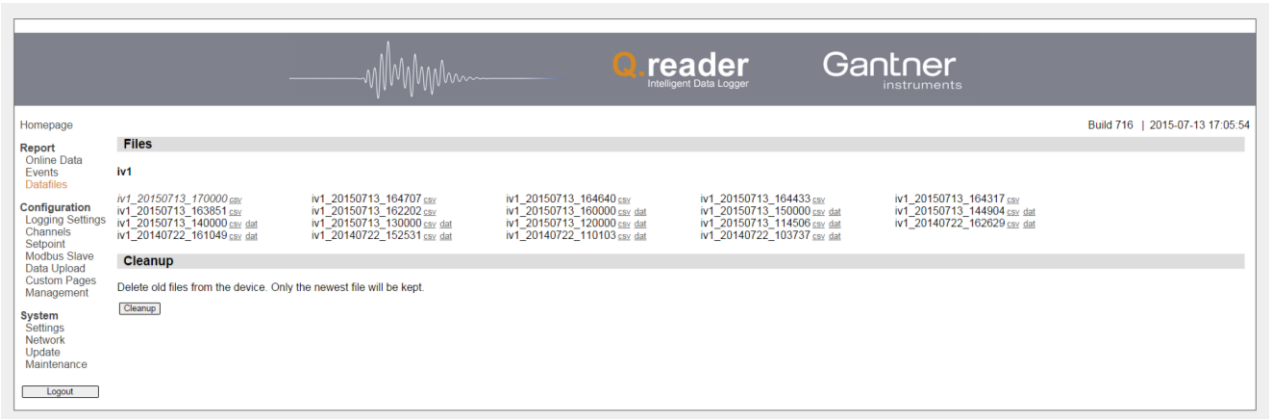 Q.reader
Intelligent Data Logger
Gantner
instruments
Homepage
Build 716 | 2015-07-13 17:05:54
Report
Online Data
Events
Datafiles
Configuration
Logging Settings
Channels
Setpoint
Modbus Slave
Data Upload
Custom Pages
Management
System
Settings
Network
Update
Maintenance
Logout
Files
iv1
iv1_20150713_170000 csv iv1_20150713_164707 csv iv1_20150713_164640 csv iv1_20150713_164433 csv iv1_20150713_164317 csv
iv1_20150713_163851 csv iv1_20150713_162202 csv iv1_20150713_160000 csv dat iv1_20150713_150000 csv dat iv1_20150713_144904 csv dat
iv1_20150713_140000 csv dat iv1_20150713_130000 csv dat iv1_20150713_120000 csv dat iv1_20150713_114506 csv dat iv1_20140722_162629 csv dat
iv1_20140722_161049 csv dat iv1_20140722_152531 csv dat iv1_20140722_110103 csv dat iv1_20140722_103737 csv dat
Cleanup
Delete old files from the device. Only the newest file will be kept.
Cleanup